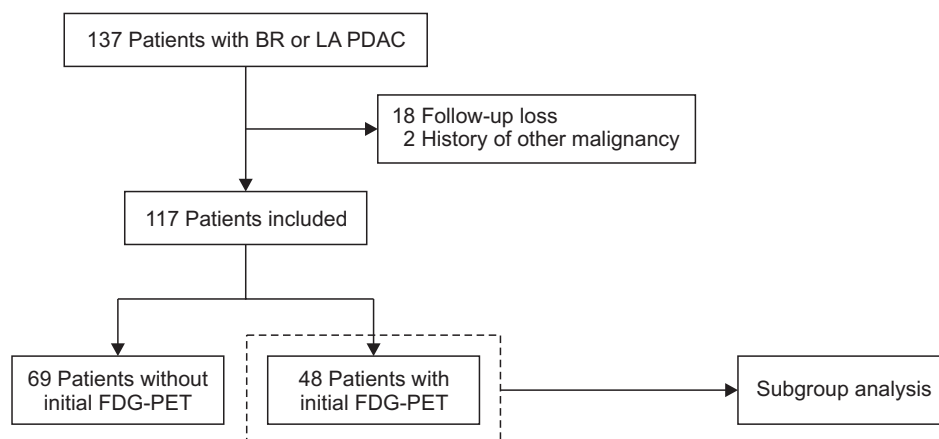 137 Patients with BR or LA PDAC
18 Follow-up loss
2 History of other malignancy
117 Patients included
69 Patients without
initial FDG-PET
48 Patients with
initial FDG-PET
Subgroup analysis